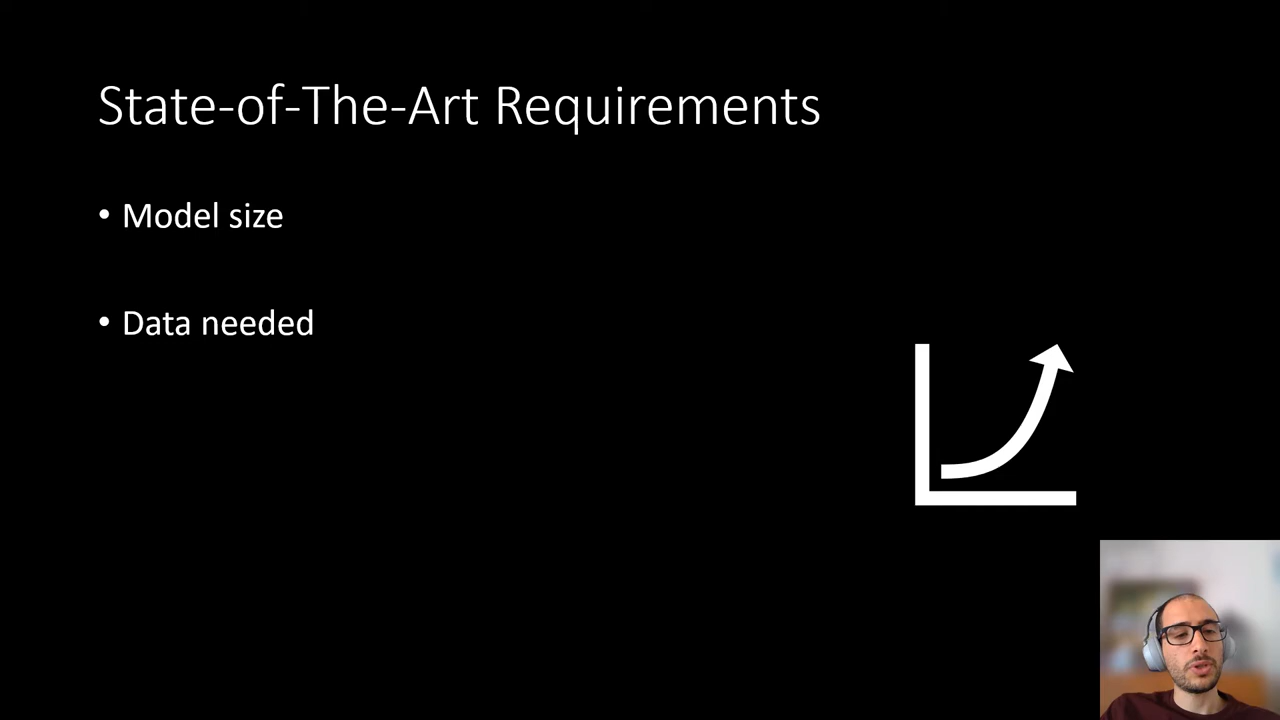 State-of-The-Art Requirements
• Model size
• Data needed